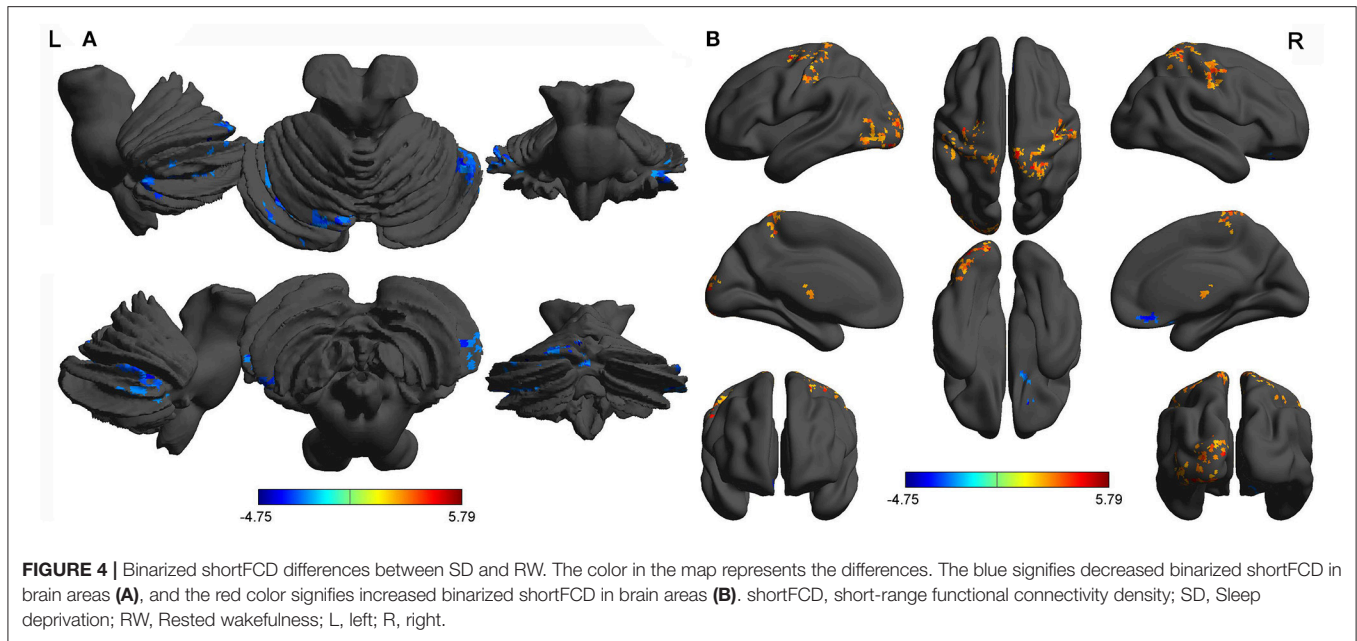 L A
B
R
-4.75 5.79
-4.75 5.79
FIGURE 4 | Binarized shortFCD differences between SD and RW. The color in the map represents the differences. The blue signifies decreased binarized shortFCD in
brain areas (A), and the red color signifies increased binarized shortFCD in brain areas (B). shortFCD, short-range functional connectivity density; SD, Sleep
deprivation; RW, Rested wakefulness; L, left; R, right.